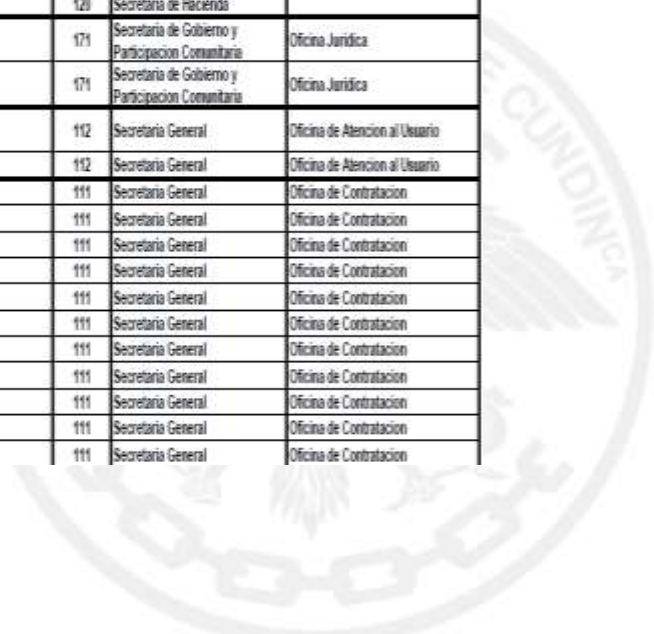 120 Secretaria de Hacienda
171 Secretaria de Gobierno y Participacion Comunitaria Oficina Juridica
171 Secretaria de Gobierno y Participacion Comunitaria Oficina Juridica
112 Secretaria General Oficina de Atencion al Usuario
112 Secretaria General Oficina de Atencion al Usuario
111 Secretaria General Oficina de Contratacion
111 Secretaria General Oficina de Contratacion
111 Secretaria General Oficina de Contratacion
111 Secretaria General Oficina de Contratacion
111 Secretaria General Oficina de Contratacion
111 Secretaria General Oficina de Contratacion
111 Secretaria General Oficina de Contratacion
111 Secretaria General Oficina de Contratacion
111 Secretaria General Oficina de Contratacion
111 Secretaria General Oficina de Contratacion
111 Secretaria General Oficina de Contratacion
DE CUNDINCA